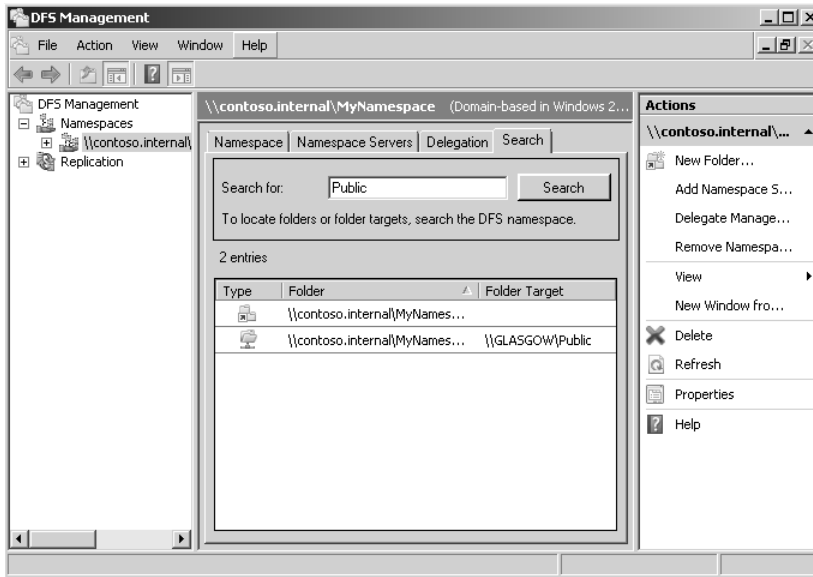 DFS Management
File Action View Window Help
DFS Management
Namespaces
\\contoso.internal\
Replication
\\contoso.internal\MyNamespace (Domain-based in Windows 2...
Namespace Namespace Servers Delegation Search
Search for: Public Search
To locate folders or folder targets, search the DFS namespace.
2 entries
Type Folder Folder Target
\\contoso.internal\MyNames...
\\contoso.internal\MyNames... \\GLASGOW\Public
Actions
\\contoso.internal\...
New Folder...
Add Namespace S...
Delegate Manage...
Remove Namespa...
View
New Window fro...
Delete
Refresh
Properties
Help